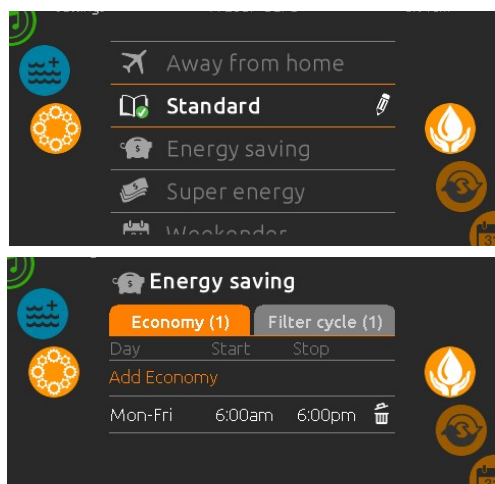 Away from home
Standard
Energy saving
Super energy
Weekender
Energy saving
Economy (1) Filter cycle (1)
Day Start Stop
Add Economy
Mon-Fri 6:00am 6:00pm